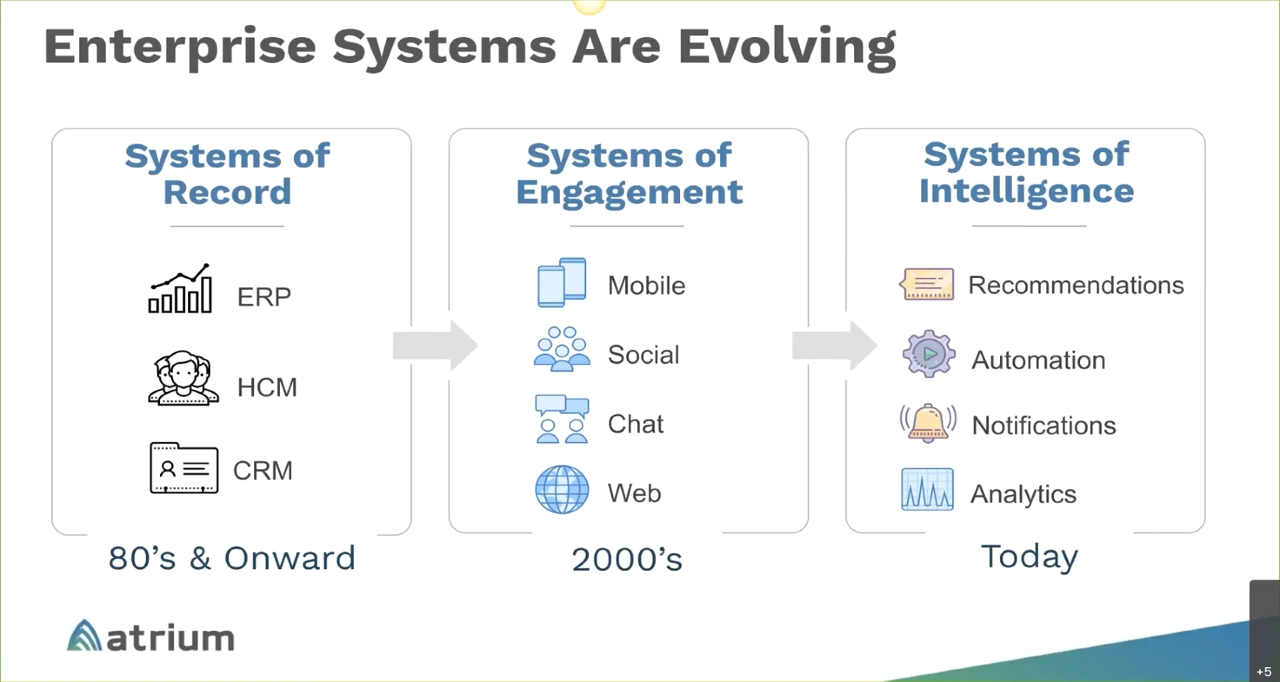 Enterprise Systems Are Evolving
Systems of
Record
ERP
HCM
CRM
80's & Onward
Systems of
Engagement
Mobile
Social
Chat
Web
2000's
Systems of
Intelligence
Recommendations
Automation
Notifications
Analytics
Today
atrium
+5